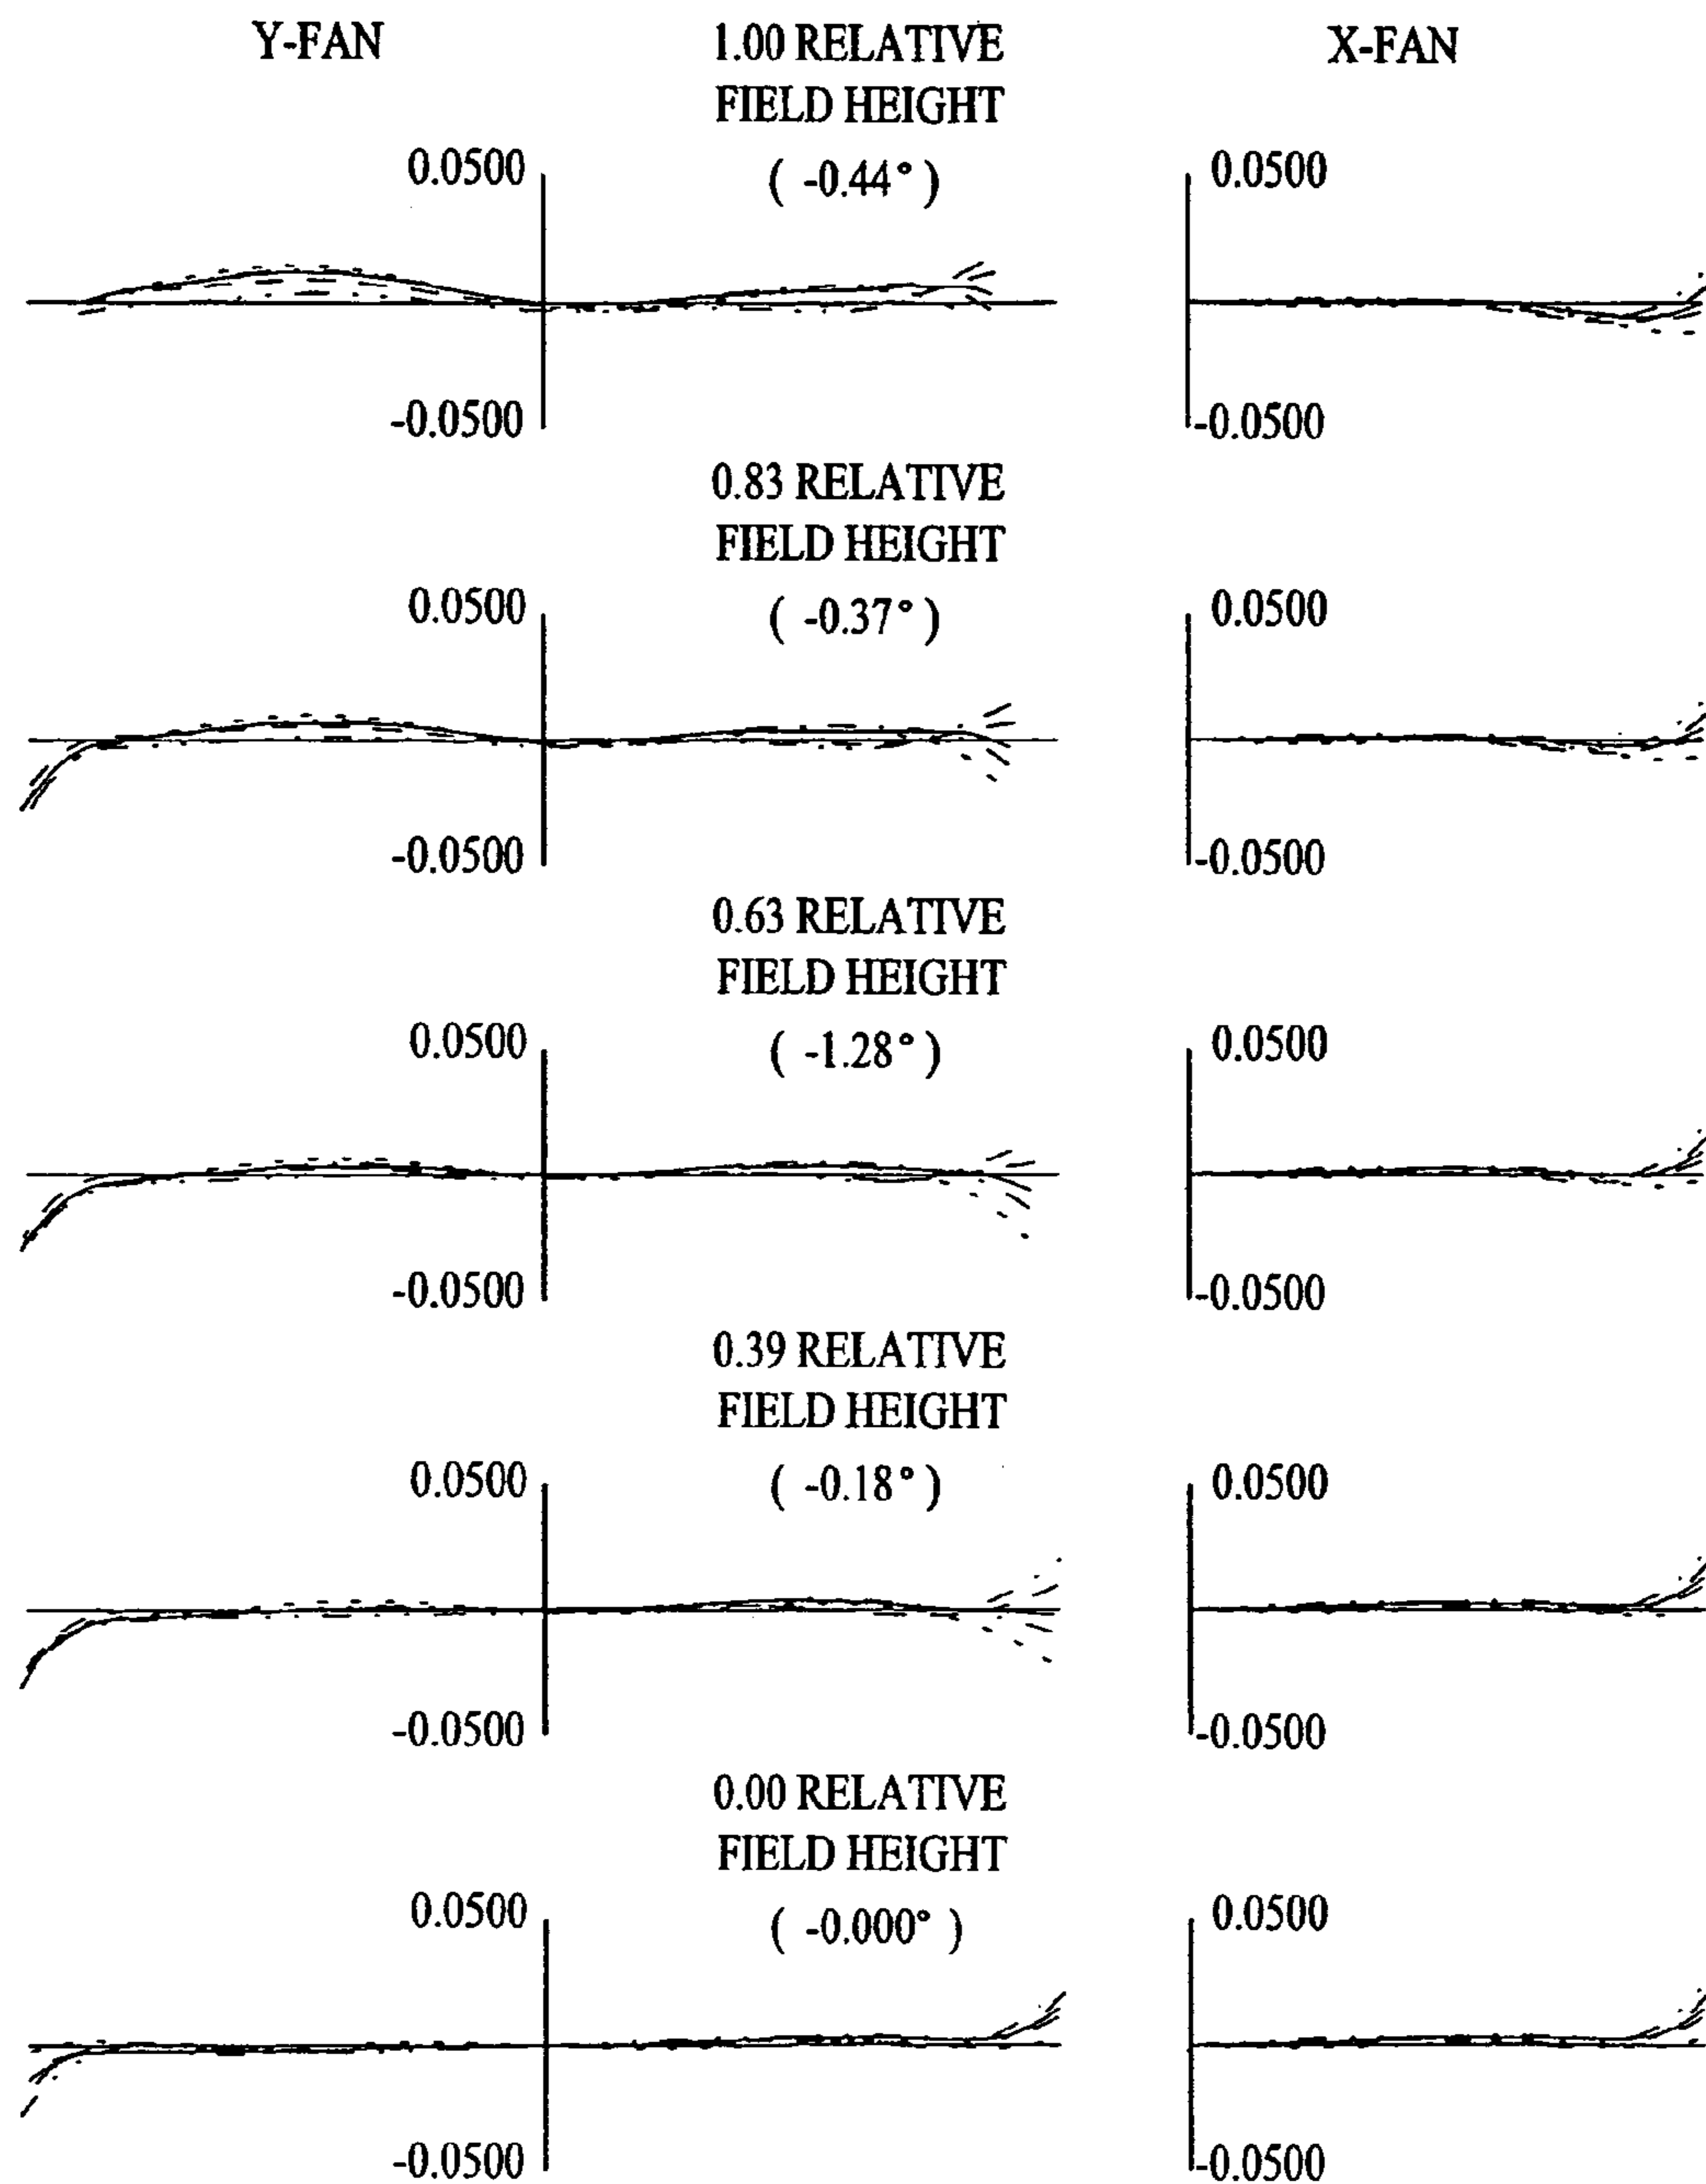 Y-FAN
1.00 RELATIVE
FIELD HEIGHT
( -0.44° )
X-FAN
0.0500
0.0500
-0.0500
-0.0500
0.83 RELATIVE
FIELD HEIGHT
( -0.37° )
0.0500
0.0500
-0.0500
-0.0500
0.63 RELATIVE
FIELD HEIGHT
( -1.28° )
0.0500
0.0500
-0.0500
-0.0500
0.39 RELATIVE
FIELD HEIGHT
( -0.18° )
0.0500
0.0500
-0.0500
-0.0500
0.00 RELATIVE
FIELD HEIGHT
( -0.000° )
0.0500
0.0500
-0.0500
-0.0500